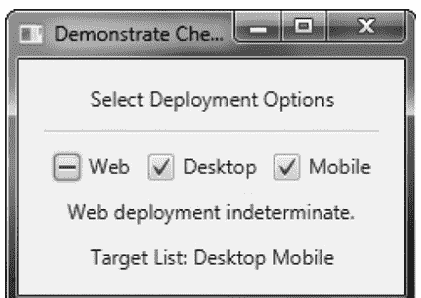 Demonstrate Che...
Select Deployment Options
Web Desktop Mobile
Web deployment indeterminate.
Target List: Desktop Mobile